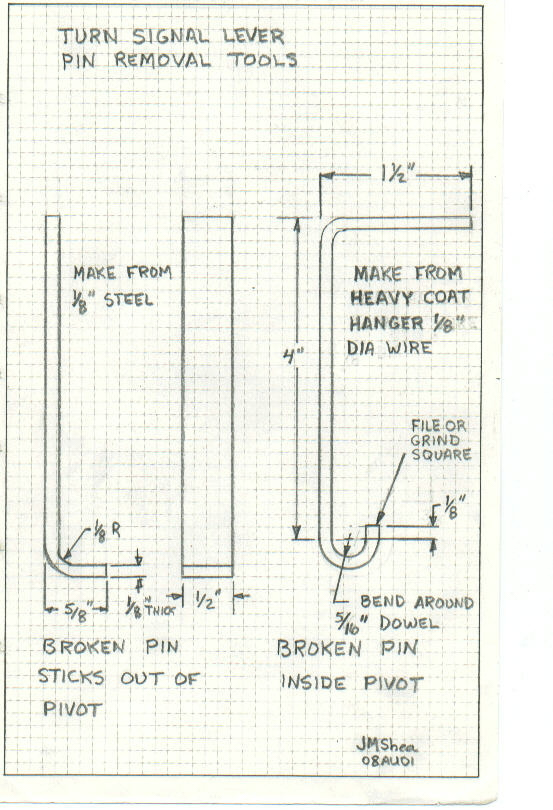 TURN SIGNAL LEVER
PIN REMOVAL TOOLS
1½"
MAKE FROM
⅛" STEEL
MAKE FROM
HEAVY COAT
HANGER ⅛"
DIA WIRE
4"
FILE OR
GRIND
SQUARE
⅛"
⅛ R
5/8"
⅛" THICK
1/2"
BEND AROUND
5/16" DOWEL
BROKEN PIN
STICKS OUT OF
PIVOT
BROKEN PIN
INSIDE PIVOT
JMShea
08AU01